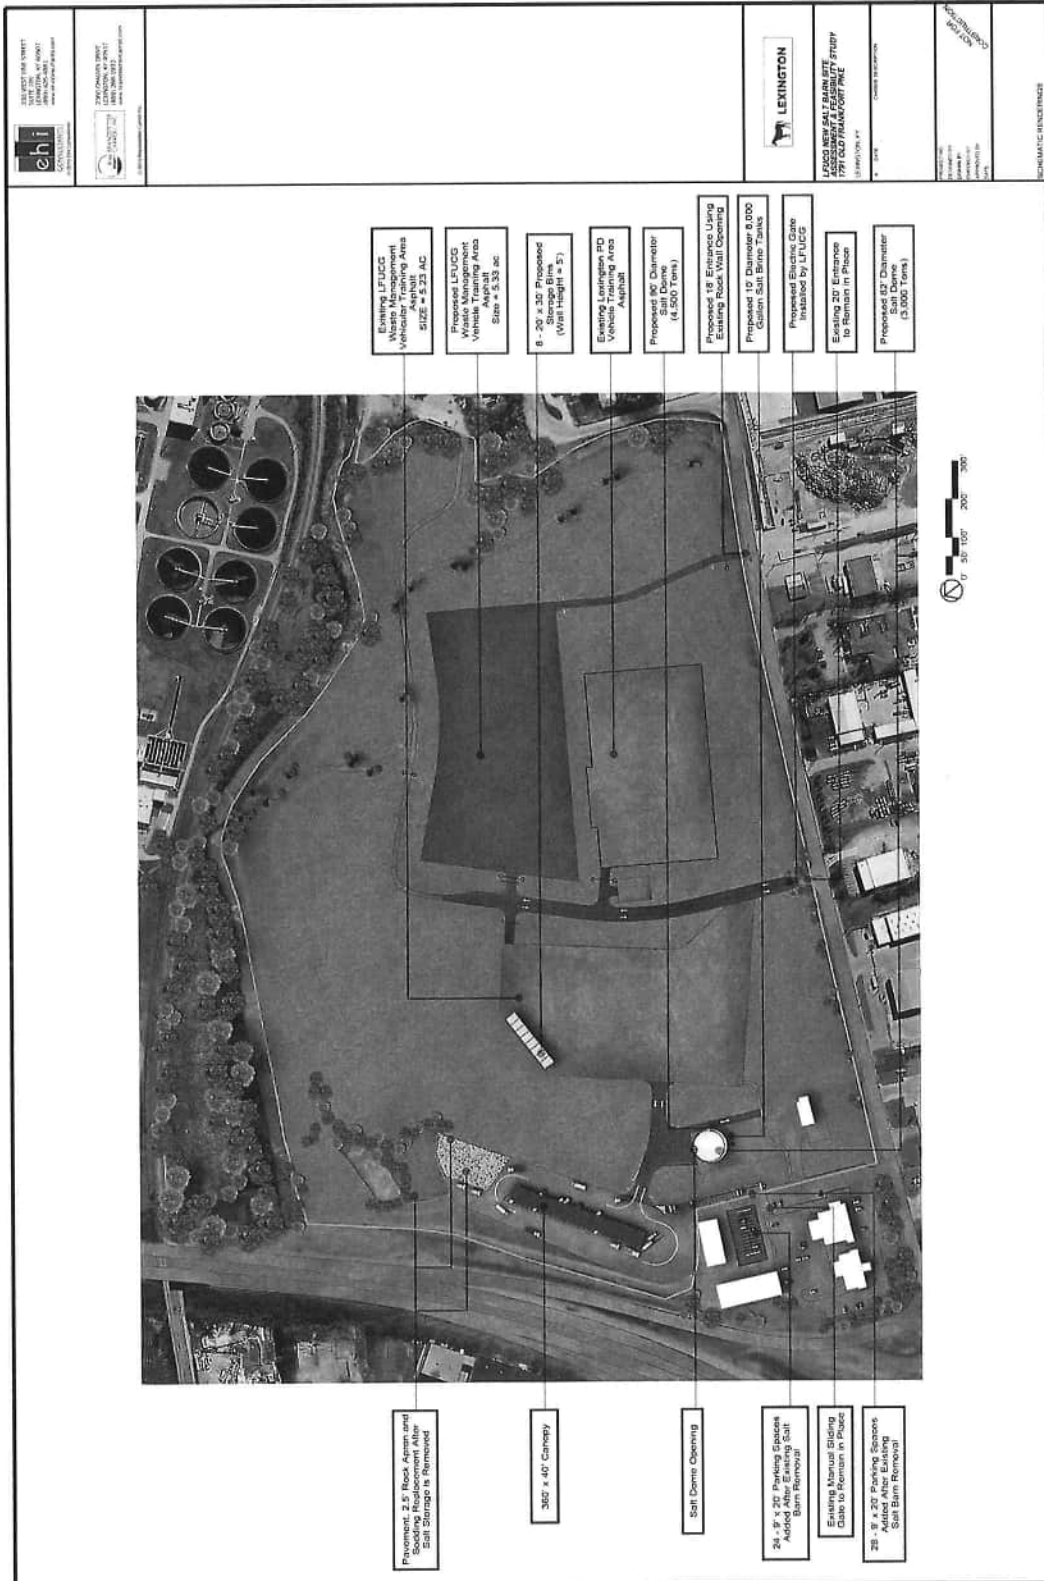 ehi
CONSULTANTS
LEXINGTON
LFUCG NEW SALT BARN SITE
ASSESSMENT & FEASIBILITY STUDY
1791 OLD FRANKFORT PIKE
LEXINGTON, KY
DATE
NOT FOR
CONSTRUCTION
SCHEMATIC RENDERINGS
Existing LFUCG
Waste Management
Vehicular Training Area
Asphalt
SIZE = 5.23 AC
Proposed LFUCG
Waste Management
Vehicle Training Area
Asphalt
Size = 5.33 ac
8 - 20' x 30' Proposed
Storage Bins
(Wall Height = 5')
Existing Lexington PD
Vehicle Training Area
Asphalt
Proposed 90' Diameter
Salt Dome
(4,500 Tons)
Proposed 18' Entrance Using
Existing Rock Wall Opening
Proposed 10' Diameter 8,000
Gallon Salt Brine Tanks
Proposed Electric Gate
Installed by LFUCG
Existing 20' Entrance
to Remain in Place
Proposed 82' Diameter
Salt Dome
(3,000 Tons)
0' 50' 100' 200' 300'
Pavement, 2.5' Rock Apron and
Sodding Replacement After
Salt Storage is Removed
360' x 40' Canopy
Salt Dome Opening
24 - 9' x 20' Parking Spaces
Added After Existing Salt
Barn Removal
Existing Manual Sliding
Gate to Remain in Place
28 - 9' x 20' Parking Spaces
Added After Existing
Salt Barn Removal